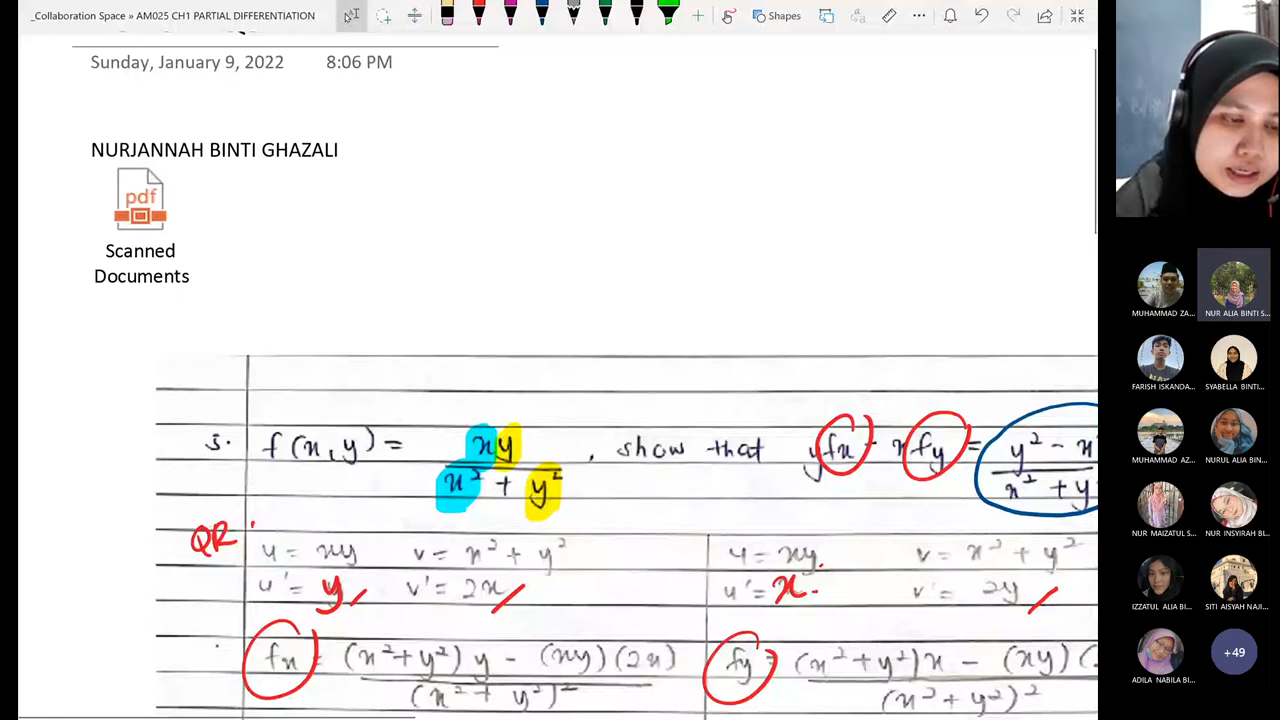 _Collaboration Space » AM025 CH1 PARTIAL DIFFERENTIATION
Shapes
Sunday, January 9, 2022 8:06 PM
NURJANNAH BINTI GHAZALI
pdf
Scanned
Documents
f(x,y) = xy / x² + y² , show that yfx - xfy = y² - x / x² + y
QR
u = xy v = x² + y² u = xy v = x² + y²
u' = y v' = 2x u' = x v' = 2y
fx = (x²+y²)y - (xy)(2x) / (x² + y²)² fy = (x²+y²)x - (xy)( / (x²+y²)²
MUHAMMAD ZA...
NUR ALIA BINTI S...
FARISH ISKANDA...
SYABELLA BINTI...
MUHAMMAD AZ...
NURUL ALIA BIN...
NUR MAIZATUL S...
NUR INSYIRAH BI...
IZZATUL ALIA BI...
SITI AISYAH NAJI...
ADILA NABILA BI...
+49